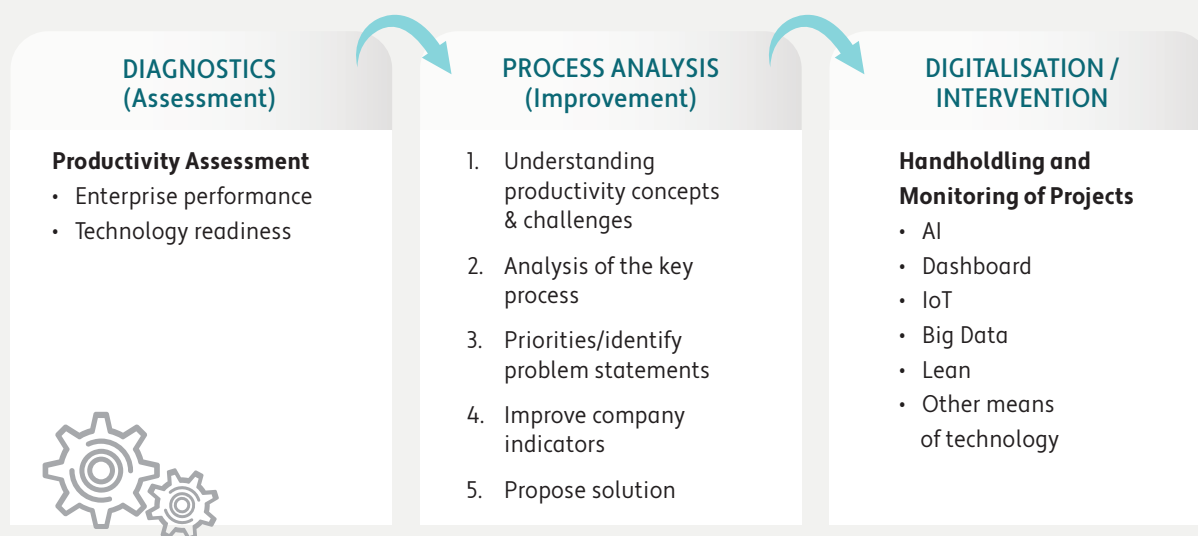 DIAGNOSTICS
(Assessment)
Productivity Assessment
• Enterprise performance
• Technology readiness
PROCESS ANALYSIS
(Improvement)
1. Understanding
productivity concepts
& challenges
2. Analysis of the key
process
3. Priorities/identify
problem statements
4. Improve company
indicators
5. Propose solution
DIGITALISATION /
INTERVENTION
Handholdling and
Monitoring of Projects
• AI
• Dashboard
• IoT
• Big Data
• Lean
• Other means
of technology